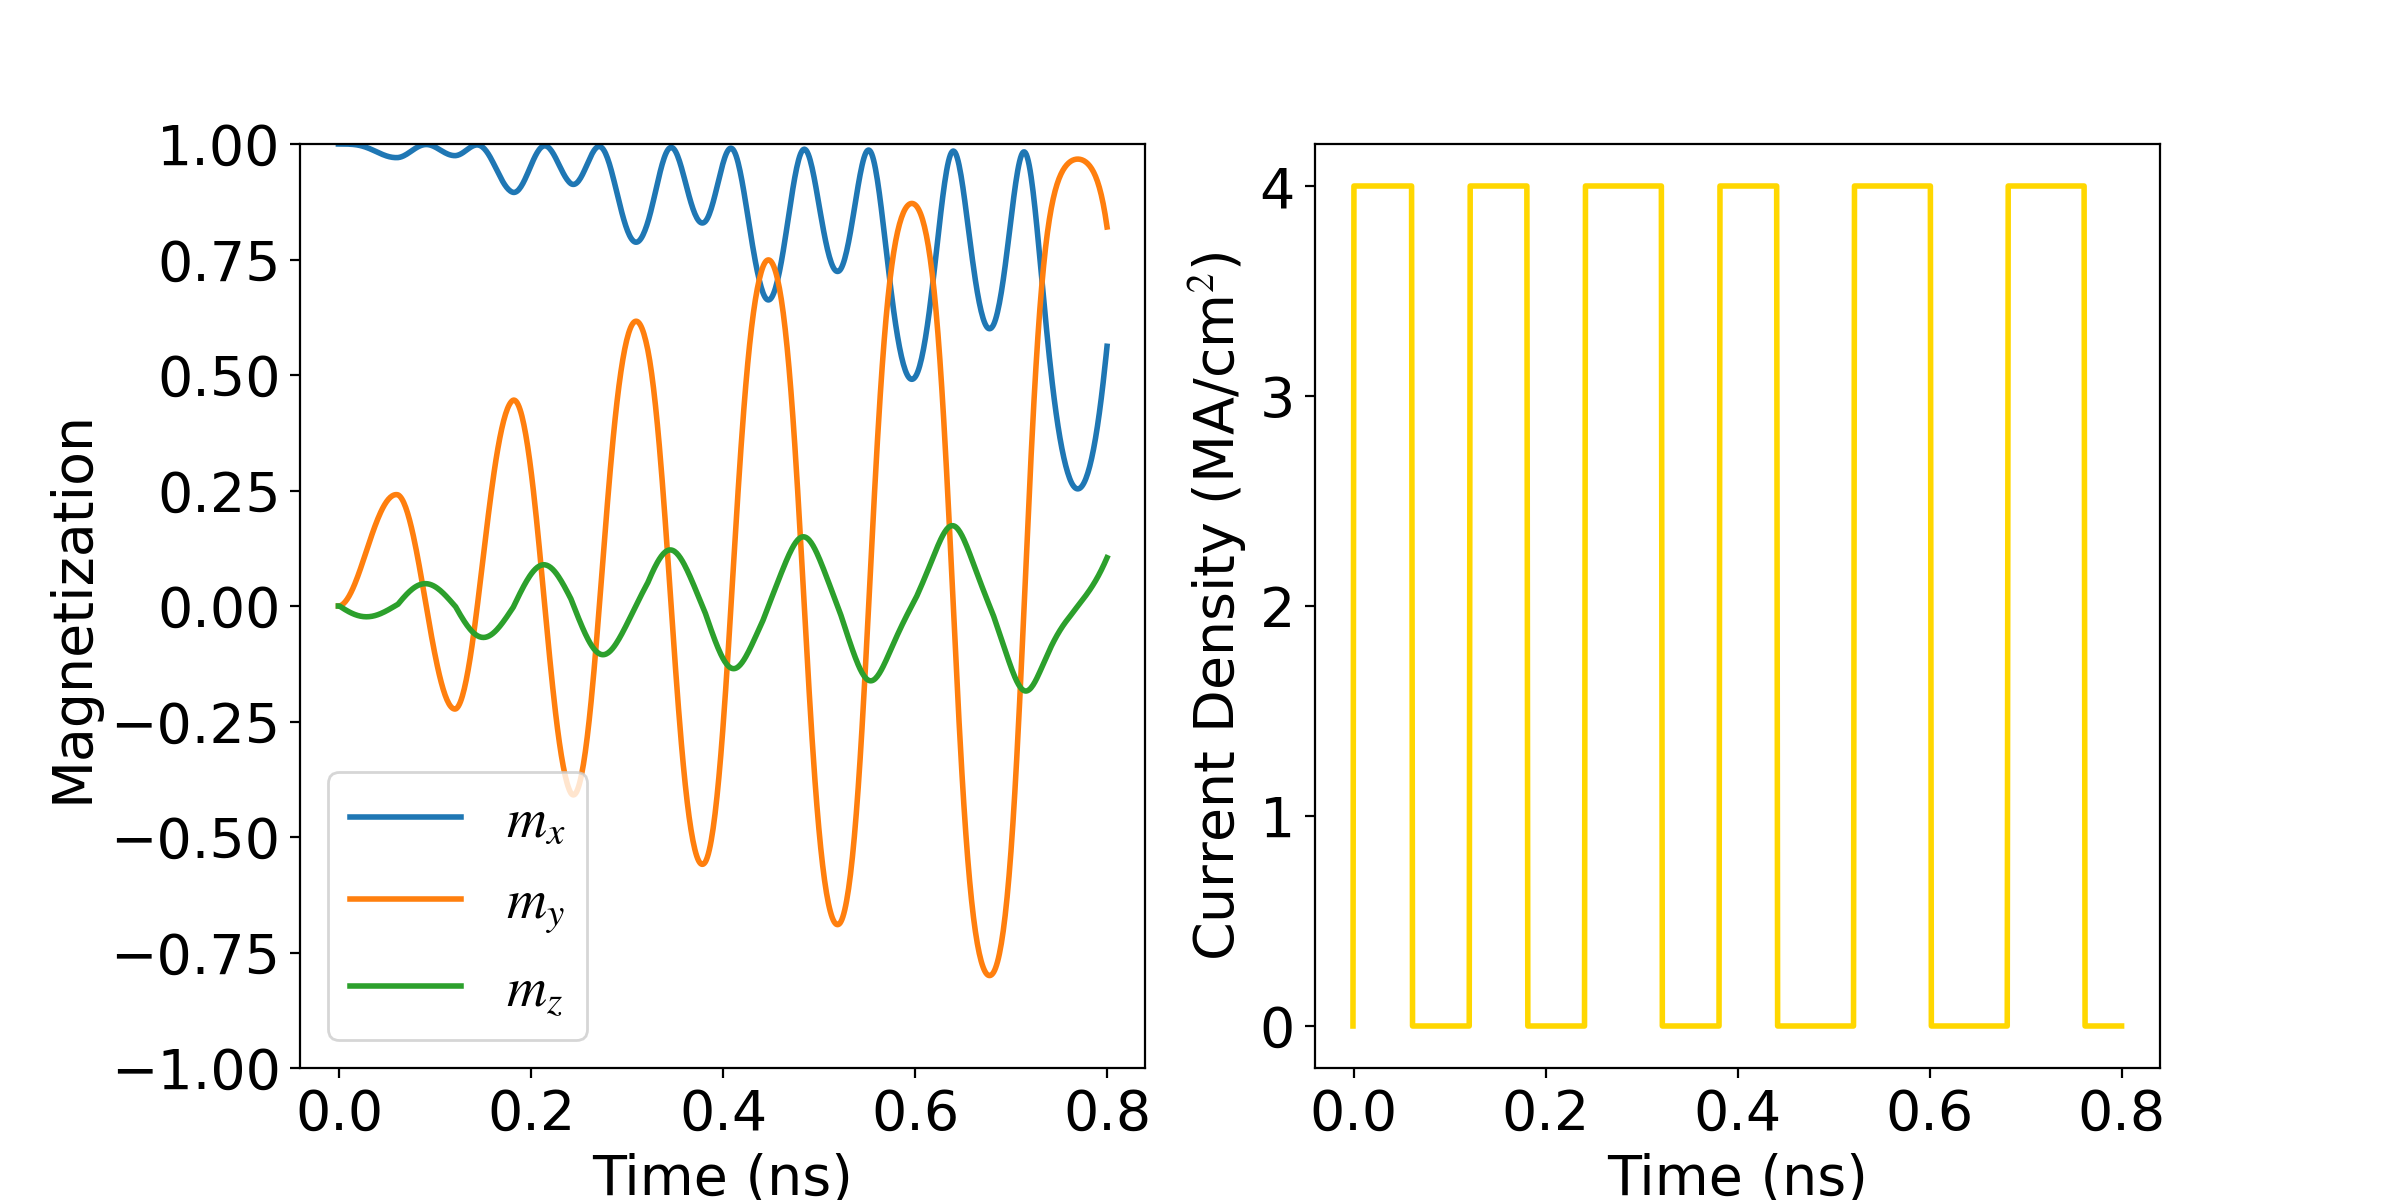 1.00
0.75
0.50
0.25
0.00
−0.25
−0.50
−0.75
−1.00
Magnetization
m_x
m_y
m_z
0.0 0.2 0.4 0.6 0.8
Time (ns)
4
3
2
1
0
Current Density (MA/cm²)
0.0 0.2 0.4 0.6 0.8
Time (ns)